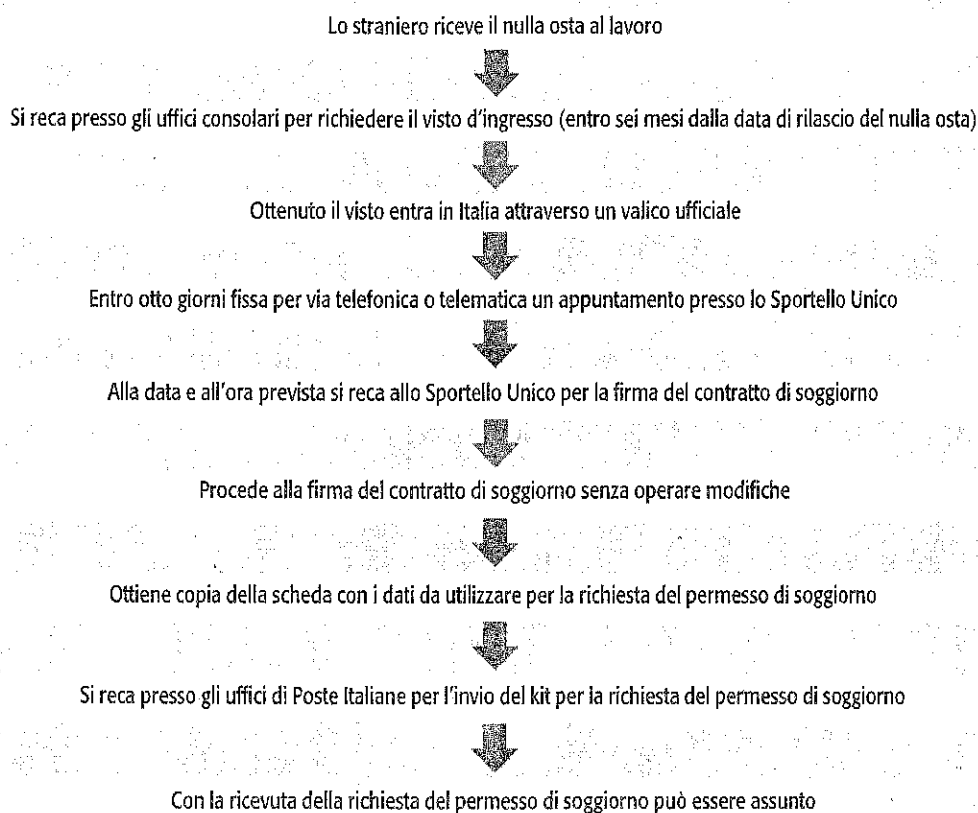 Lo straniero riceve il nulla osta al lavoro
Si reca presso gli uffici consolari per richiedere il visto d'ingresso (entro sei mesi dalla data di rilascio del nulla osta)
Ottenuto il visto entra in Italia attraverso un valico ufficiale
Entro otto giorni fissa per via telefonica o telematica un appuntamento presso lo Sportello Unico
Alla data e all'ora prevista si reca allo Sportello Unico per la firma del contratto di soggiorno
Procede alla firma del contratto di soggiorno senza operare modifiche
Ottiene copia della scheda con i dati da utilizzare per la richiesta del permesso di soggiorno
Si reca presso gli uffici di Poste Italiane per l'invio del kit per la richiesta del permesso di soggiorno
Con la ricevuta della richiesta del permesso di soggiorno può essere assunto